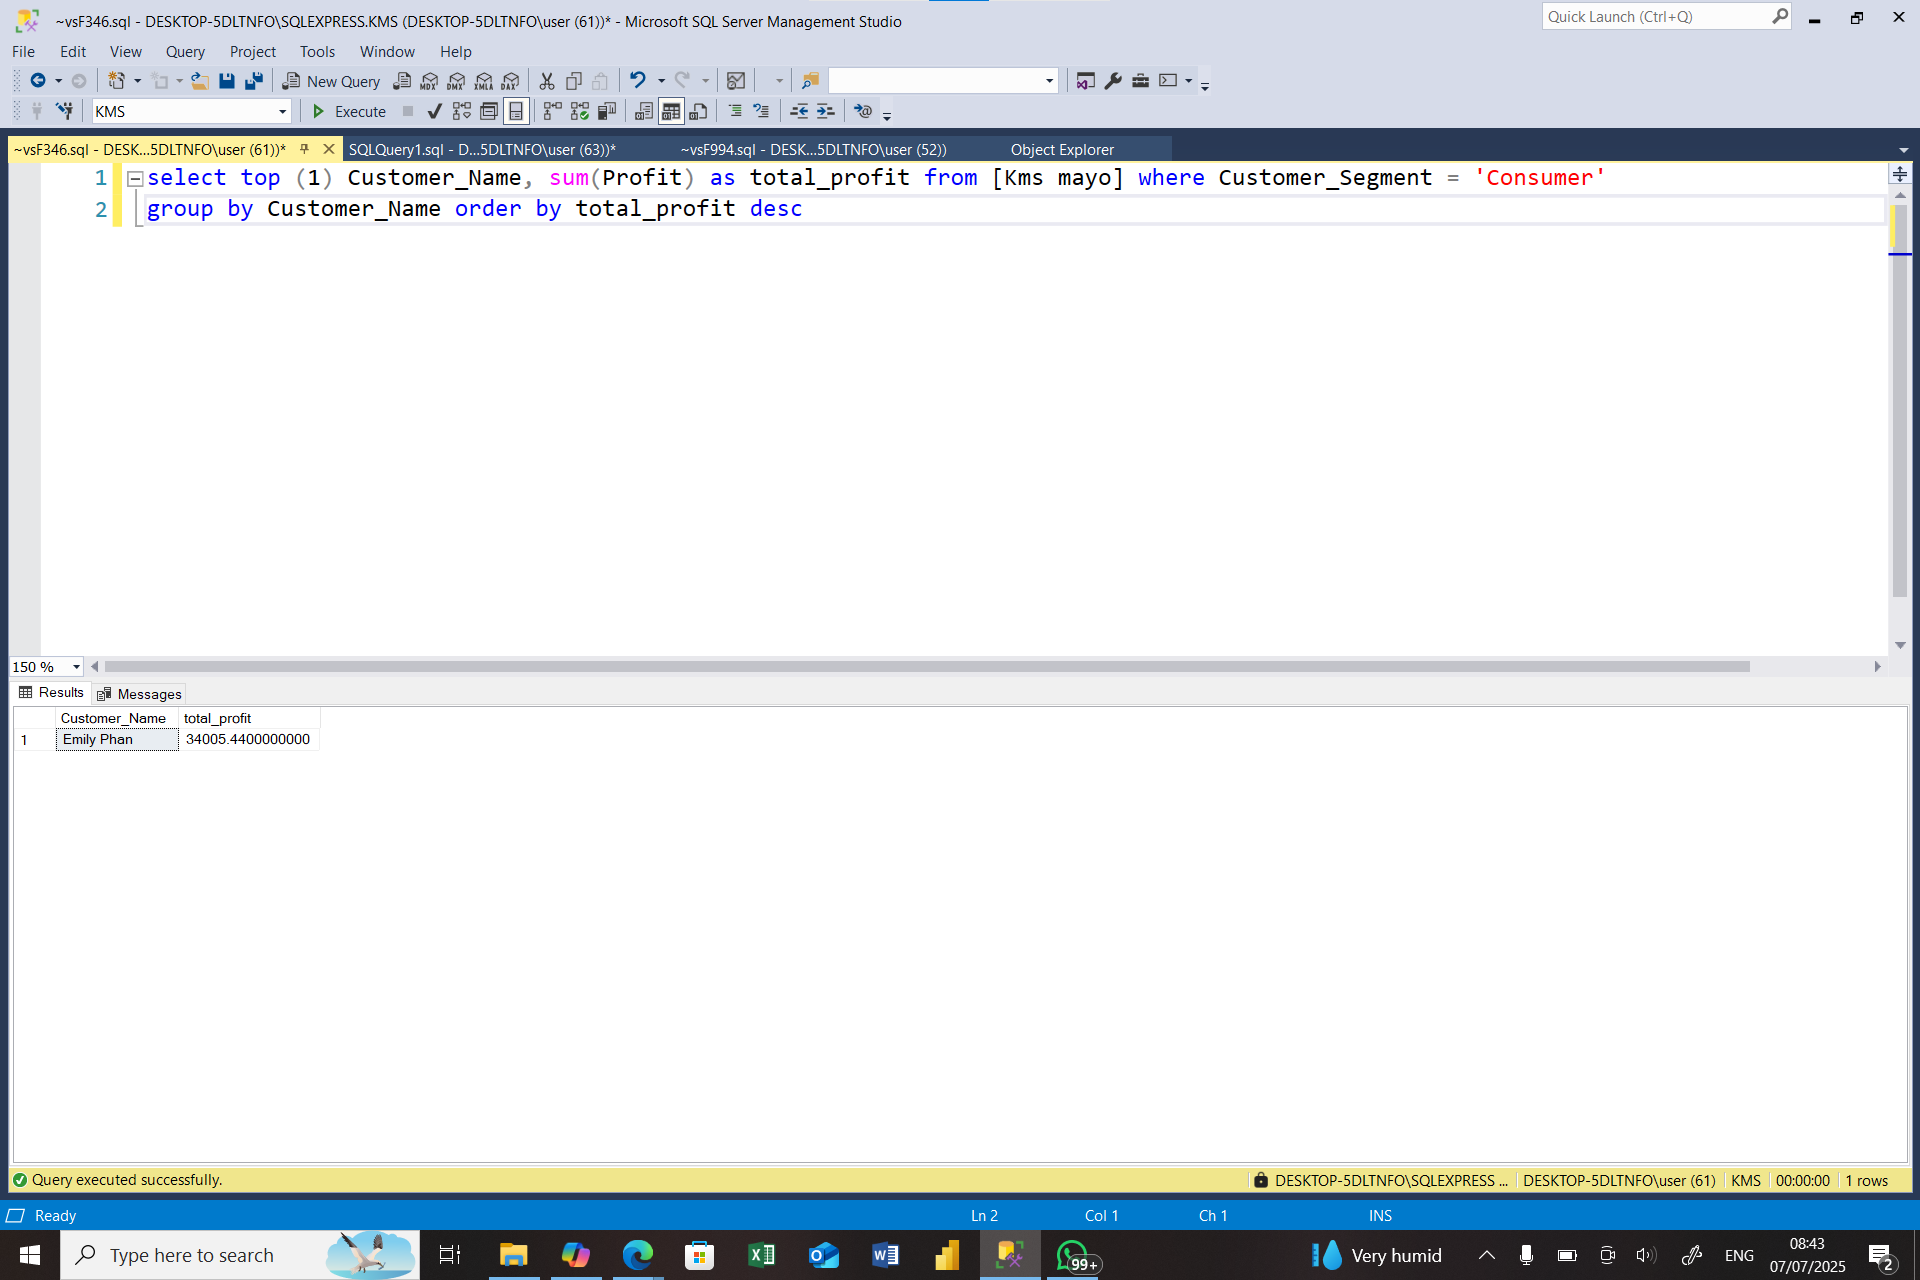 ~vsF346.sql - DESKTOP-5DLTNFO\SQLEXPRESS.KMS (DESKTOP-5DLTNFO\user (61))* - Microsoft SQL Server Management Studio
Quick Launch (Ctrl+Q)
File Edit View Query Project Tools Window Help
New Query MDX DMX XMLA DAX
KMS Execute
~vsF346.sql - DESK...5DLTNFO\user (61))* SQLQuery1.sql - D...5DLTNFO\user (63))* ~vsF994.sql - DESK...5DLTNFO\user (52)) Object Explorer
1 select top (1) Customer_Name, sum(Profit) as total_profit from [Kms mayo] where Customer_Segment = 'Consumer'
2 group by Customer_Name order by total_profit desc
150 %
Results Messages
Customer_Name total_profit
1 Emily Phan 34005.4400000000
Query executed successfully. DESKTOP-5DLTNFO\SQLEXPRESS ... DESKTOP-5DLTNFO\user (61) KMS 00:00:00 1 rows
Ready Ln 2 Col 1 Ch 1 INS
Type here to search 99+ Very humid ENG 08:43 07/07/2025 2